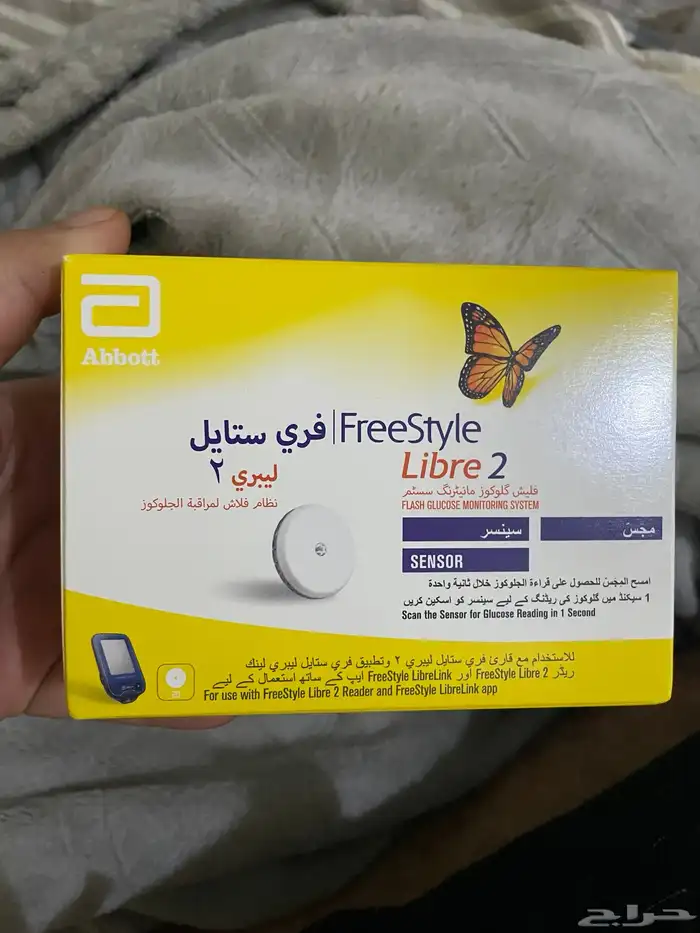 Abbott
فري ستايل | FreeStyle
ليبري ٢
Libre 2
نظام فلاش لمراقبة الجلوكوز
فلیش گلوکوز مانیٹرنگ سسٹم
FLASH GLUCOSE MONITORING SYSTEM
مجسّ
سینسر
SENSOR
امسح المِجَسّ للحصول على قراءة الجلوكوز خلال ثانية واحدة
1 سیکنڈ میں گلوکوز کی ریڈنگ کے لیے سینسر کو اسکین کریں
Scan the Sensor for Glucose Reading in 1 Second
للاستخدام مع قارئ فري ستايل ليبري ٢ وتطبيق فري ستايل ليبري لينك
ریڈر FreeStyle Libre 2 اور FreeStyle LibreLink ایپ کے ساتھ استعمال کے لیے
For use with FreeStyle Libre 2 Reader and FreeStyle LibreLink app
حراج